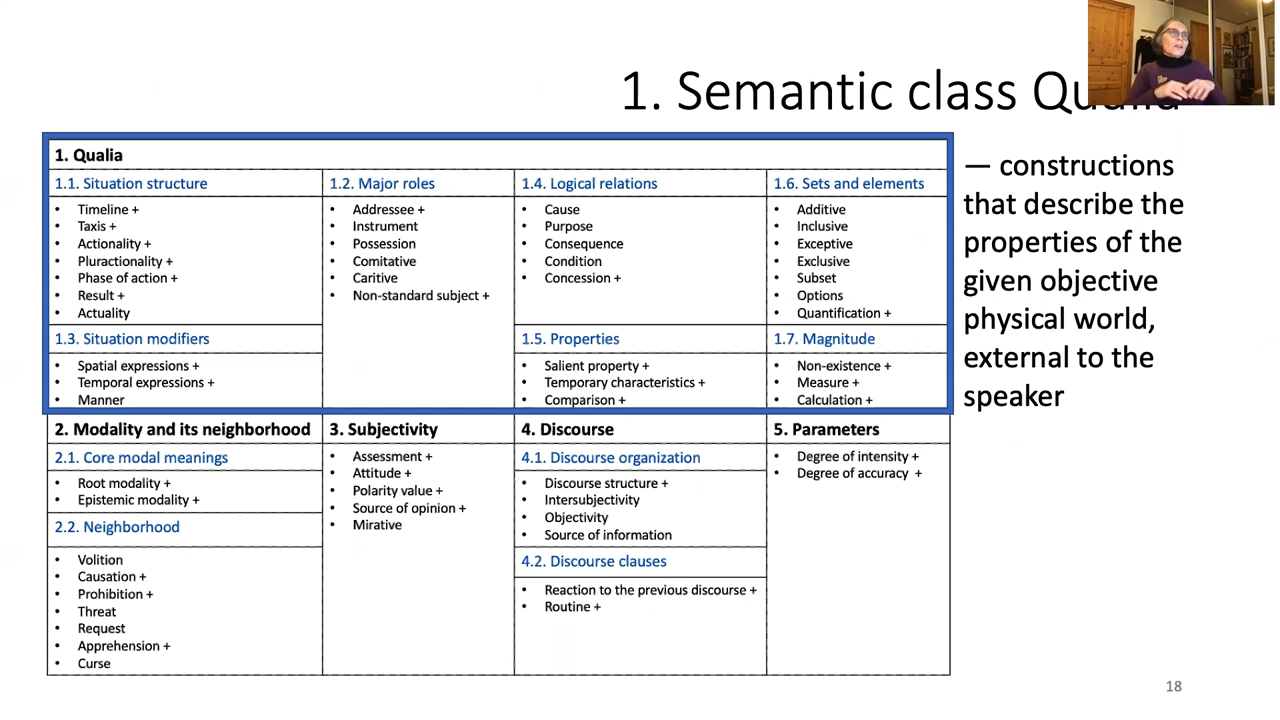 1. Semantic class Qualia
1. Qualia
1.1. Situation structure
• Timeline +
• Taxis +
• Actionality +
• Pluractionality +
• Phase of action +
• Result +
• Actuality
1.3. Situation modifiers
• Spatial expressions +
• Temporal expressions +
• Manner
1.2. Major roles
• Addressee +
• Instrument
• Possession
• Comitative
• Caritive
• Non-standard subject +
1.4. Logical relations
• Cause
• Purpose
• Consequence
• Condition
• Concession +
1.5. Properties
• Salient property +
• Temporary characteristics +
• Comparison +
1.6. Sets and elements
• Additive
• Inclusive
• Exceptive
• Exclusive
• Subset
• Options
• Quantification +
1.7. Magnitude
• Non-existence +
• Measure +
• Calculation +
— constructions
that describe the
properties of the
given objective
physical world,
external to the
speaker
2. Modality and its neighborhood
2.1. Core modal meanings
• Root modality +
• Epistemic modality +
2.2. Neighborhood
• Volition
• Causation +
• Prohibition +
• Threat
• Request
• Apprehension +
• Curse
3. Subjectivity
• Assessment +
• Attitude +
• Polarity value +
• Source of opinion +
• Mirative
4. Discourse
4.1. Discourse organization
• Discourse structure +
• Intersubjectivity
• Objectivity
• Source of information
4.2. Discourse clauses
• Reaction to the previous discourse +
• Routine +
5. Parameters
• Degree of intensity +
• Degree of accuracy +
18